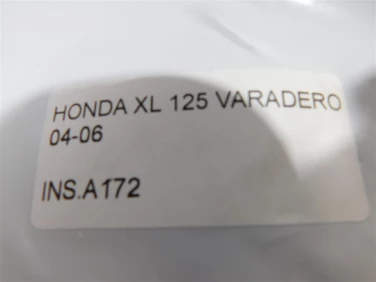 HONDA XL 125 VARADERO
04-06
INS.A172